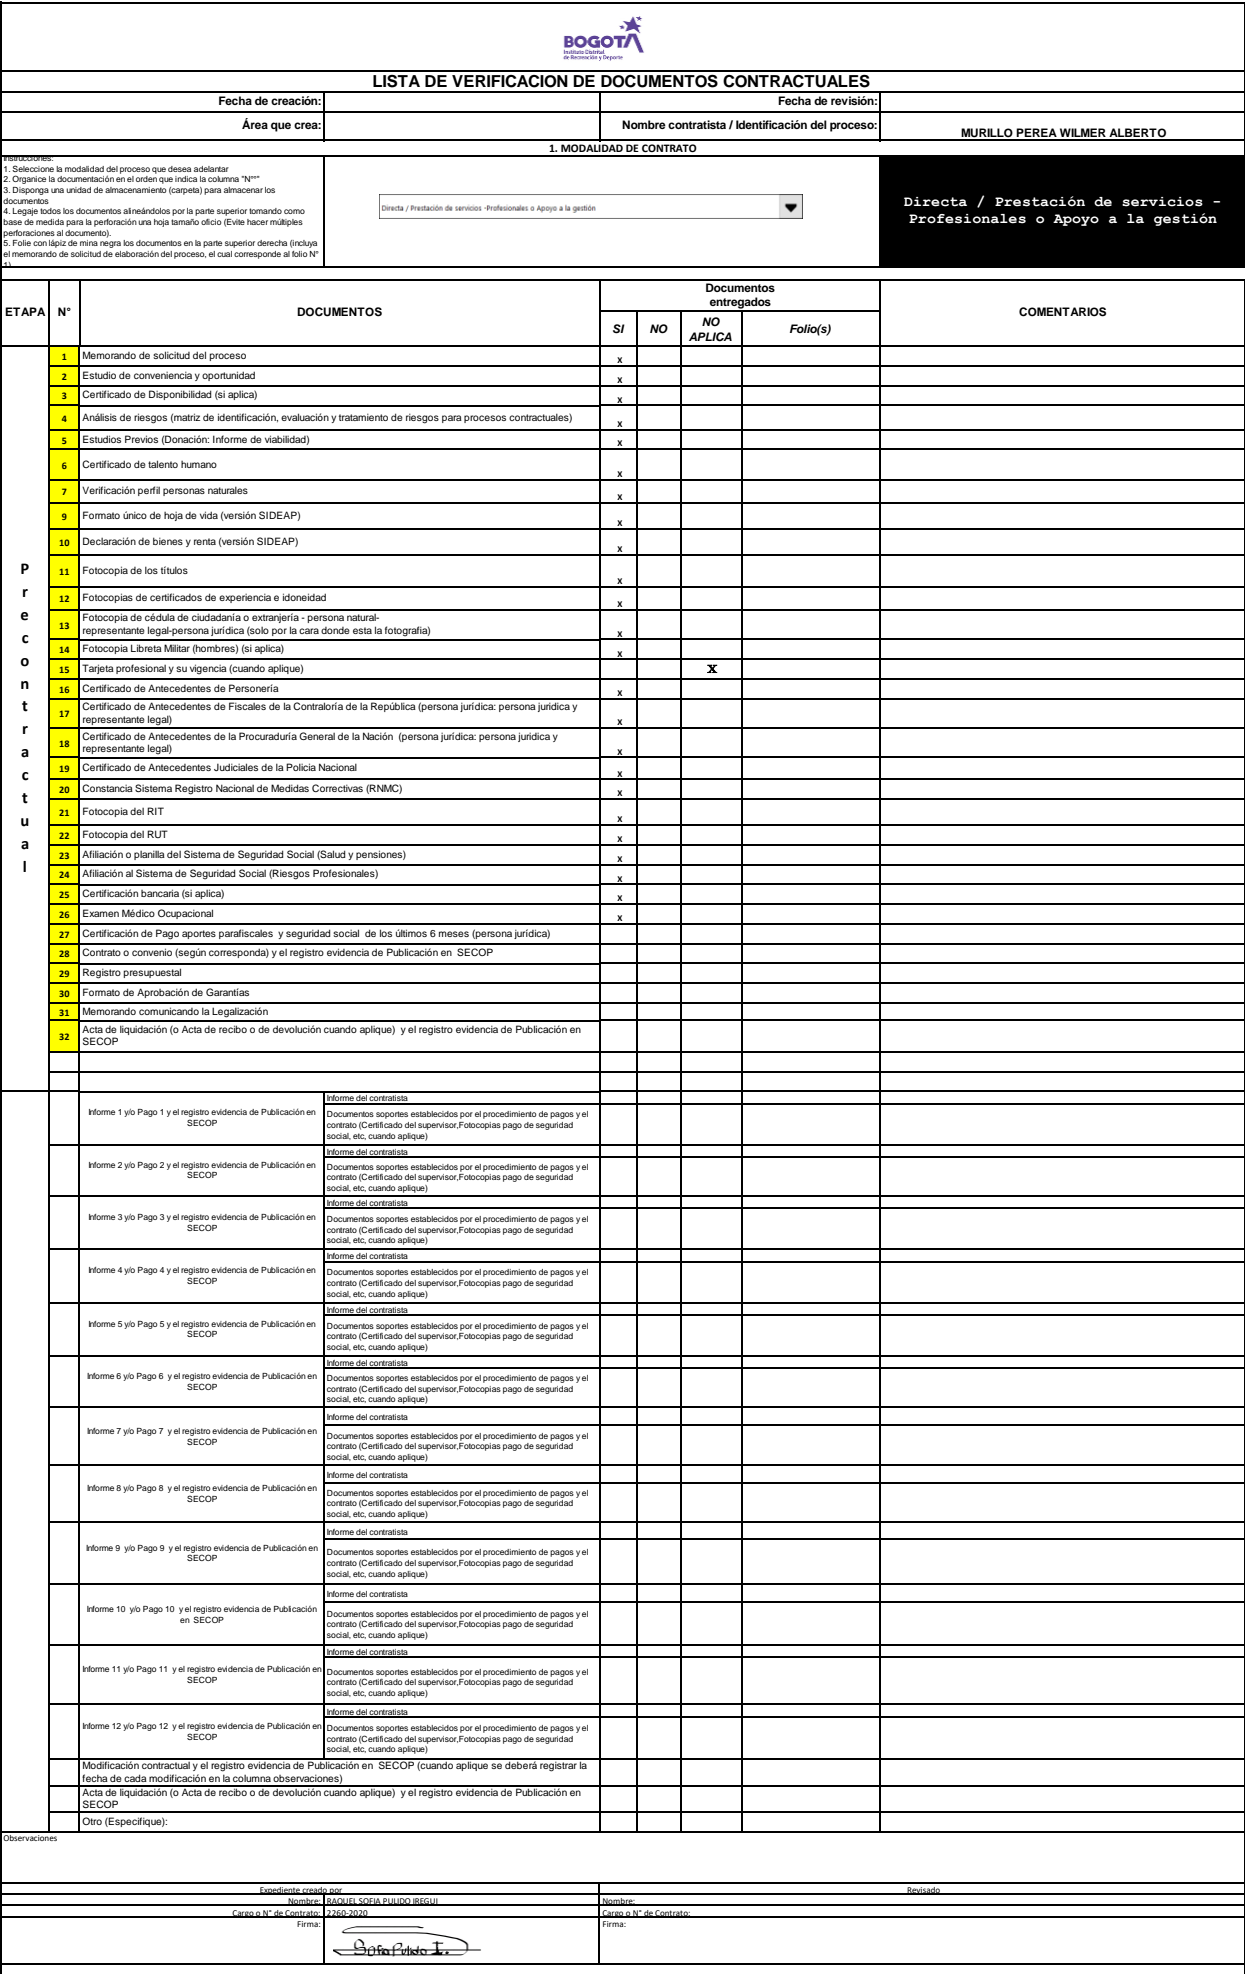 BOGOTÁ
Instituto Distrital
de Recreación y Deporte
LISTA DE VERIFICACION DE DOCUMENTOS CONTRACTUALES
Fecha de creación:
Fecha de revisión:
Área que crea:
Nombre contratista / Identificación del proceso:
MURILLO PEREA WILMER ALBERTO
1. MODALIDAD DE CONTRATO
Instrucciones:
1. Seleccione la modalidad del proceso que desea adelantar
2. Organice la documentación en el orden que indica la columna "N°"
3. Disponga una unidad de almacenamiento (carpeta) para almacenar los
documentos
4. Legaje todos los documentos alineándolos por la parte superior tomando como
base de medida para la perforación una hoja tamaño oficio (Evite hacer múltiples
perforaciones al documento).
5. Folie con lápiz de mina negra los documentos en la parte superior derecha (incluya
el memorando de solicitud de elaboración del proceso, el cual corresponde al folio N°
1)
Directa / Prestación de servicios -Profesionales o Apoyo a la gestión
Directa / Prestación de servicios -
Profesionales o Apoyo a la gestión
ETAPA N° DOCUMENTOS
Documentos
entregados
SI NO
NO
APLICA
Folio(s)
COMENTARIOS
Precontractual
1 Memorando de solicitud del proceso x
2 Estudio de conveniencia y oportunidad x
3 Certificado de Disponibilidad (si aplica) x
4 Análisis de riesgos (matriz de identificación, evaluación y tratamiento de riesgos para procesos contractuales) x
5 Estudios Previos (Donación: Informe de viabilidad) x
6 Certificado de talento humano x
7 Verificación perfil personas naturales x
9 Formato único de hoja de vida (versión SIDEAP) x
10 Declaración de bienes y renta (versión SIDEAP) x
11 Fotocopia de los títulos x
12 Fotocopias de certificados de experiencia e idoneidad x
13 Fotocopia de cédula de ciudadanía o extranjería - persona natural-
representante legal-persona jurídica (solo por la cara donde esta la fotografia) x
14 Fotocopia Libreta Militar (hombres) (si aplica) x
15 Tarjeta profesional y su vigencia (cuando aplique) X
16 Certificado de Antecedentes de Personería x
17 Certificado de Antecedentes de Fiscales de la Contraloría de la República (persona jurídica: persona juridica y
representante legal) x
18 Certificado de Antecedentes de la Procuraduría General de la Nación (persona jurídica: persona juridica y
representante legal) x
19 Certificado de Antecedentes Judiciales de la Policia Nacional x
20 Constancia Sistema Registro Nacional de Medidas Correctivas (RNMC) x
21 Fotocopia del RIT x
22 Fotocopia del RUT x
23 Afiliación o planilla del Sistema de Seguridad Social (Salud y pensiones) x
24 Afiliación al Sistema de Seguridad Social (Riesgos Profesionales) x
25 Certificación bancaria (si aplica) x
26 Examen Médico Ocupacional x
27 Certificación de Pago aportes parafiscales y seguridad social de los últimos 6 meses (persona jurídica)
28 Contrato o convenio (según corresponda) y el registro evidencia de Publicación en SECOP
29 Registro presupuestal
30 Formato de Aprobación de Garantías
31 Memorando comunicando la Legalización
32 Acta de liquidación (o Acta de recibo o de devolución cuando aplique) y el registro evidencia de Publicación en
SECOP
Informe 1 y/o Pago 1 y el registro evidencia de Publicación en
SECOP
Informe del contratista
Documentos soportes establecidos por el procedimiento de pagos y el
contrato (Certificado del supervisor,Fotocopias pago de seguridad
social, etc, cuando aplique)
Informe 2 y/o Pago 2 y el registro evidencia de Publicación en
SECOP
Informe del contratista
Documentos soportes establecidos por el procedimiento de pagos y el
contrato (Certificado del supervisor,Fotocopias pago de seguridad
social, etc, cuando aplique)
Informe 3 y/o Pago 3 y el registro evidencia de Publicación en
SECOP
Informe del contratista
Documentos soportes establecidos por el procedimiento de pagos y el
contrato (Certificado del supervisor,Fotocopias pago de seguridad
social, etc, cuando aplique)
Informe 4 y/o Pago 4 y el registro evidencia de Publicación en
SECOP
Informe del contratista
Documentos soportes establecidos por el procedimiento de pagos y el
contrato (Certificado del supervisor,Fotocopias pago de seguridad
social, etc, cuando aplique)
Informe 5 y/o Pago 5 y el registro evidencia de Publicación en
SECOP
Informe del contratista
Documentos soportes establecidos por el procedimiento de pagos y el
contrato (Certificado del supervisor,Fotocopias pago de seguridad
social, etc, cuando aplique)
Informe 6 y/o Pago 6 y el registro evidencia de Publicación en
SECOP
Informe del contratista
Documentos soportes establecidos por el procedimiento de pagos y el
contrato (Certificado del supervisor,Fotocopias pago de seguridad
social, etc, cuando aplique)
Informe 7 y/o Pago 7 y el registro evidencia de Publicación en
SECOP
Informe del contratista
Documentos soportes establecidos por el procedimiento de pagos y el
contrato (Certificado del supervisor,Fotocopias pago de seguridad
social, etc, cuando aplique)
Informe 8 y/o Pago 8 y el registro evidencia de Publicación en
SECOP
Informe del contratista
Documentos soportes establecidos por el procedimiento de pagos y el
contrato (Certificado del supervisor,Fotocopias pago de seguridad
social, etc, cuando aplique)
Informe 9 y/o Pago 9 y el registro evidencia de Publicación en
SECOP
Informe del contratista
Documentos soportes establecidos por el procedimiento de pagos y el
contrato (Certificado del supervisor,Fotocopias pago de seguridad
social, etc, cuando aplique)
Informe 10 y/o Pago 10 y el registro evidencia de Publicación
en SECOP
Informe del contratista
Documentos soportes establecidos por el procedimiento de pagos y el
contrato (Certificado del supervisor,Fotocopias pago de seguridad
social, etc, cuando aplique)
Informe 11 y/o Pago 11 y el registro evidencia de Publicación en
SECOP
Informe del contratista
Documentos soportes establecidos por el procedimiento de pagos y el
contrato (Certificado del supervisor,Fotocopias pago de seguridad
social, etc, cuando aplique)
Informe 12 y/o Pago 12 y el registro evidencia de Publicación en
SECOP
Informe del contratista
Documentos soportes establecidos por el procedimiento de pagos y el
contrato (Certificado del supervisor,Fotocopias pago de seguridad
social, etc, cuando aplique)
Modificación contractual y el registro evidencia de Publicación en SECOP (cuando aplique se deberá registrar la
fecha de cada modificación en la columna observaciones)
Acta de liquidación (o Acta de recibo o de devolución cuando aplique) y el registro evidencia de Publicación en
SECOP
Otro (Especifique):
Observaciones
Expediente creado por
Revisado
Nombre: RAQUEL SOFIA PULIDO IREGUI
Nombre:
Cargo o N° de Contrato: 2260-2020
Cargo o N° de Contrato:
Firma: Sofia Pulido I.
Firma: